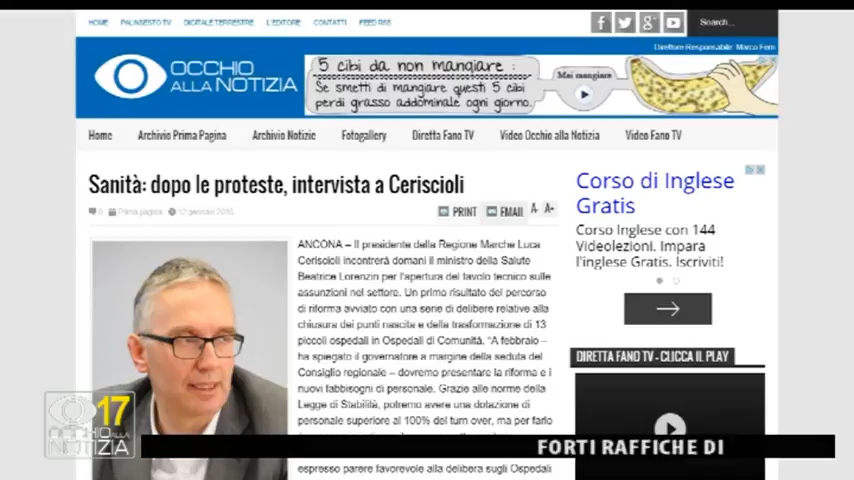 HOME PALINSESTO TV DIGITALE TERRESTRE L'EDITORE CONTATTI FEED RSS
Search...
Direttore Responsabile: Marco Ferri
OCCHIO
ALLA NOTIZIA
5 cibi da non mangiare :
Se smetti di mangiare questi 5 cibi
perdi grasso addominale ogni giorno.
Mai mangiare
Home Archivio Prima Pagina Archivio Notizie Fotogallery Diretta Fano TV Video Occhio alla Notizia Video Fano TV
Sanità: dopo le proteste, intervista a Ceriscioli
0 Prima pagina 12 gennaio 2016
PRINT EMAIL A- A+
ANCONA – Il presidente della Regione Marche Luca
Ceriscioli incontrerà domani il ministro della Salute
Beatrice Lorenzin per l'apertura del tavolo tecnico sulle
assunzioni nel settore. Un primo risultato del percorso
di riforma avviato con una serie di delibere relative alla
chiusura dei punti nascita e della trasformazione di 13
piccoli ospedali in Ospedali di Comunità. "A febbraio –
ha spiegato il governatore a margine della seduta del
Consiglio regionale – dovremo presentare la riforma e i
nuovi fabbisogni di personale. Grazie alle norme della
Legge di Stabilità, potremo avere una dotazione di
personale superiore al 100% del turn over, ma per farlo
espresso parere favorevole alla delibera sugli Ospedali
Corso di Inglese
Gratis
Corso Inglese con 144
Videolezioni. Impara
l'inglese Gratis. Iscriviti!
DIRETTA FANO TV - CLICCA IL PLAY
17
OCCHIO ALLA
NOTIZIA
FORTI RAFFICHE DI